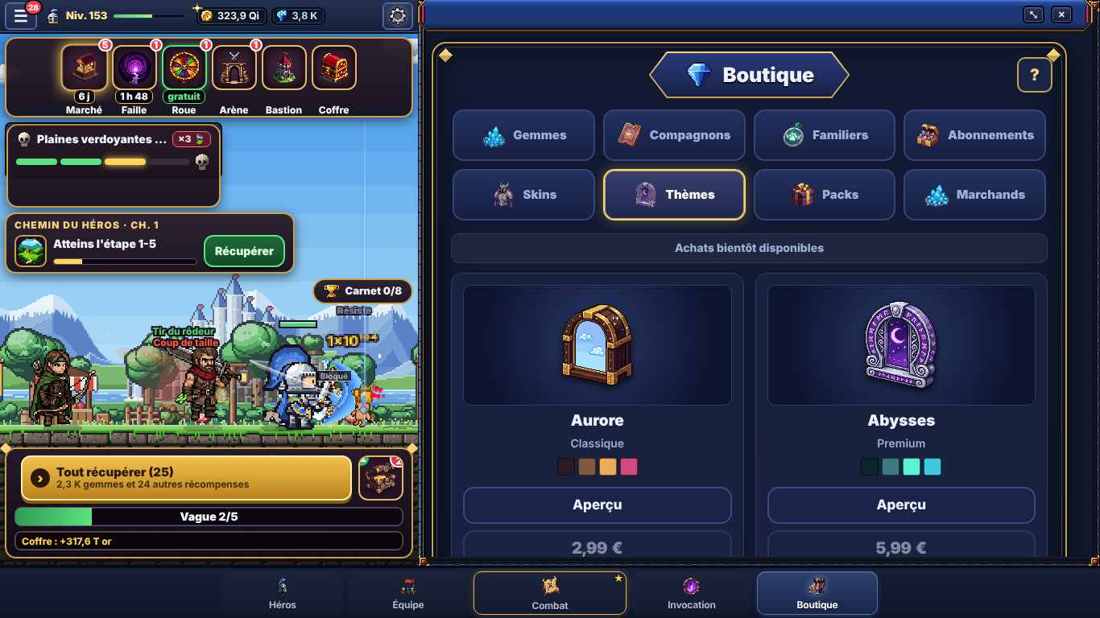 28
Niv. 153
323,9 Qi
3,8 K
5
1
1
1
6 j
1 h 48
gratuit
Marché
Faille
Roue
Arène
Bastion
Coffre
Plaines verdoyantes ...
×3
CHEMIN DU HÉROS · CH. 1
Atteins l'étape 1-5
Récupérer
Carnet 0/8
Résiste
Tir du rôdeur
Coup de taille
Bloqué
Tout récupérer (25)
2,3 K gemmes et 24 autres récompenses
Vague 2/5
Coffre : +317,6 T or
Boutique
?
Gemmes
Compagnons
Familiers
Abonnements
Skins
Thèmes
Packs
Marchands
Achats bientôt disponibles
Aurore
Classique
Aperçu
2,99 €
Abysses
Premium
Aperçu
5,99 €
Héros
Équipe
Combat
Invocation
Boutique